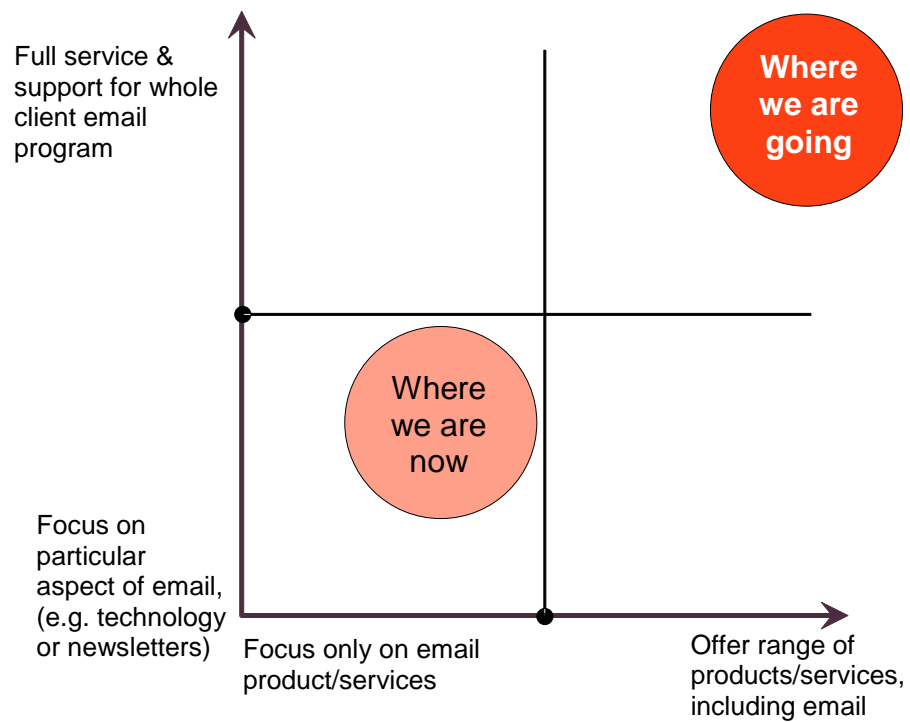 Full service &
support for whole
client email
program
Where
we are
going
Where
we are
now
Focus on
particular
aspect of email,
(e.g. technology
or newsletters)
Focus only on email
product/services
Offer range of
products/services,
including email